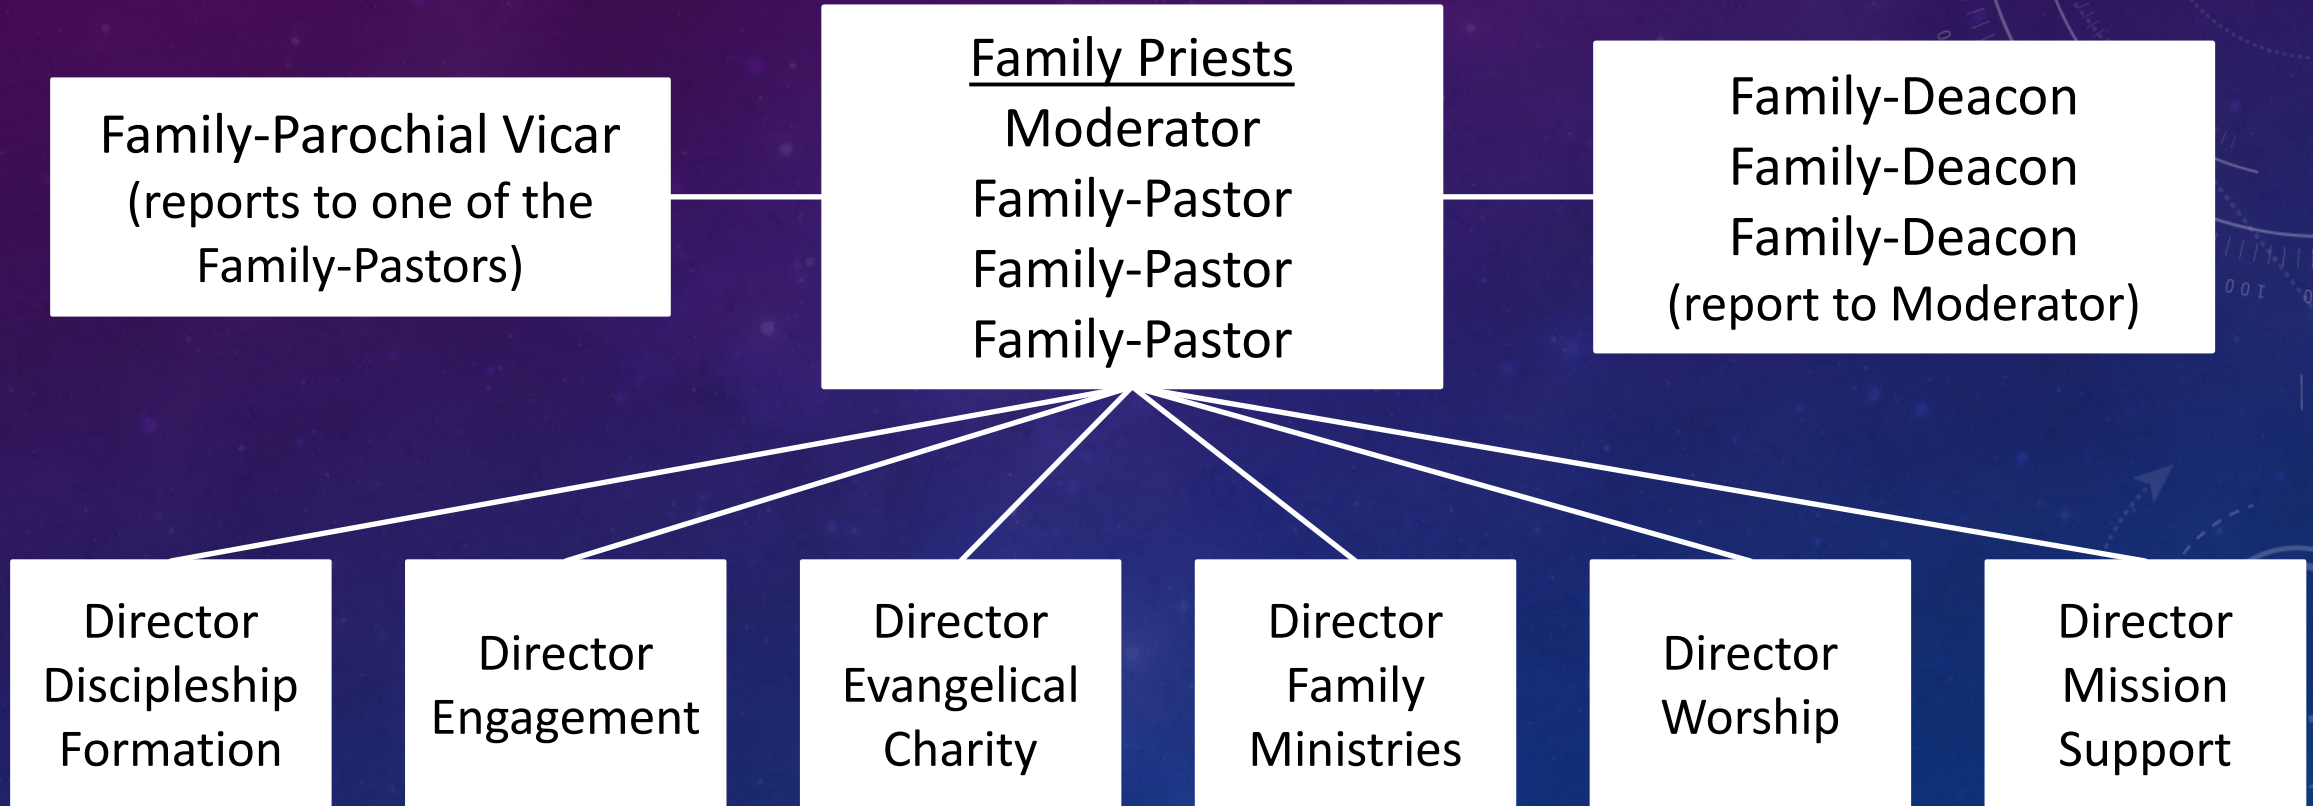 Family-Parochial Vicar
(reports to one of the
Family-Pastors)
Family Priests
Moderator
Family-Pastor
Family-Pastor
Family-Pastor
Family-Deacon
Family-Deacon
Family-Deacon
(report to Moderator)
Director
Discipleship
Formation
Director
Engagement
Director
Evangelical
Charity
Director
Family
Ministries
Director
Worship
Director
Mission
Support
100